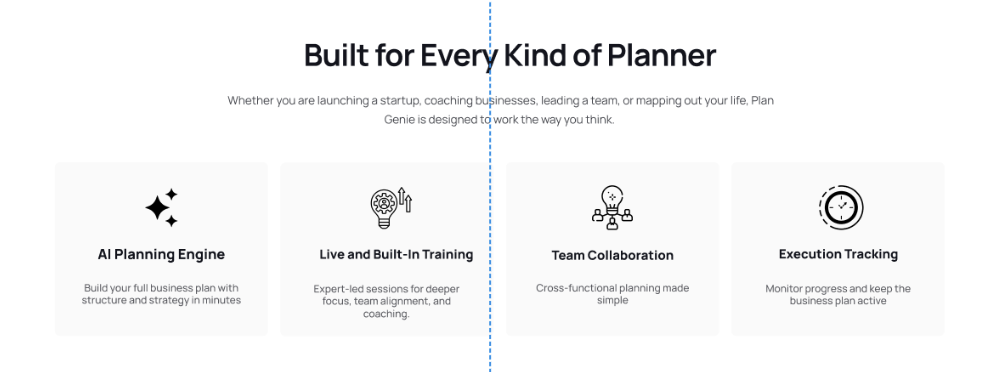 Built for Every Kind of Planner
Whether you are launching a startup, coaching businesses, leading a team, or mapping out your life, Plan
Genie is designed to work the way you think.
AI Planning Engine
Build your full business plan with
structure and strategy in minutes
Live and Built-In Training
Expert-led sessions for deeper
focus, team alignment, and
coaching.
Team Collaboration
Cross-functional planning made
simple
Execution Tracking
Monitor progress and keep the
business plan active